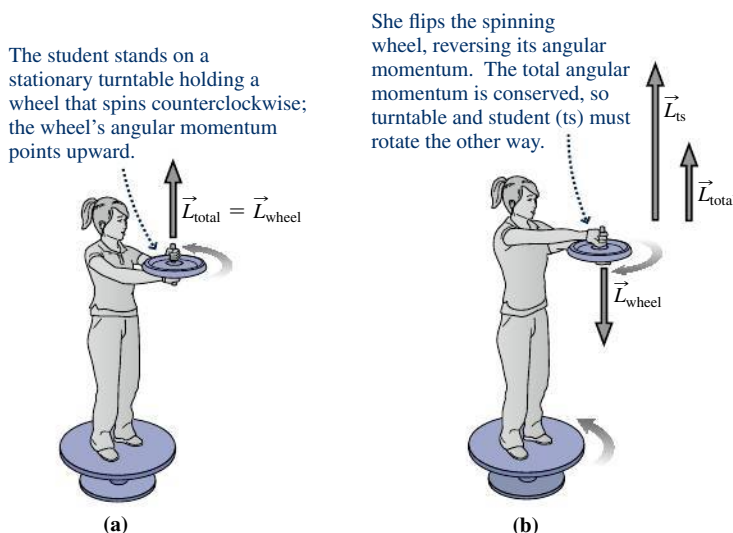 The student stands on a
stationary turntable holding a
wheel that spins counterclockwise;
the wheel's angular momentum
points upward.
L⃗total = L⃗wheel
(a)
She flips the spinning
wheel, reversing its angular
momentum. The total angular
momentum is conserved, so
turntable and student (ts) must
rotate the other way.
L⃗ts
L⃗tota
L⃗wheel
(b)